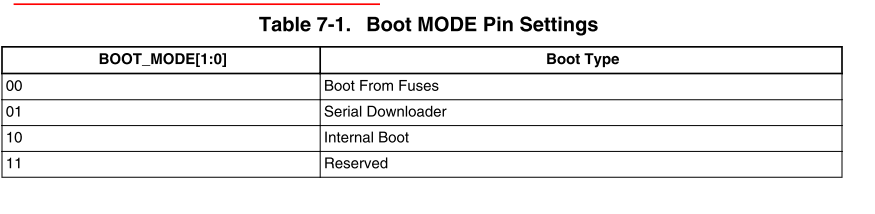 Table 7-1. Boot MODE Pin Settings
BOOT_MODE[1:0] Boot Type
00 Boot From Fuses
01 Serial Downloader
10 Internal Boot
11 Reserved